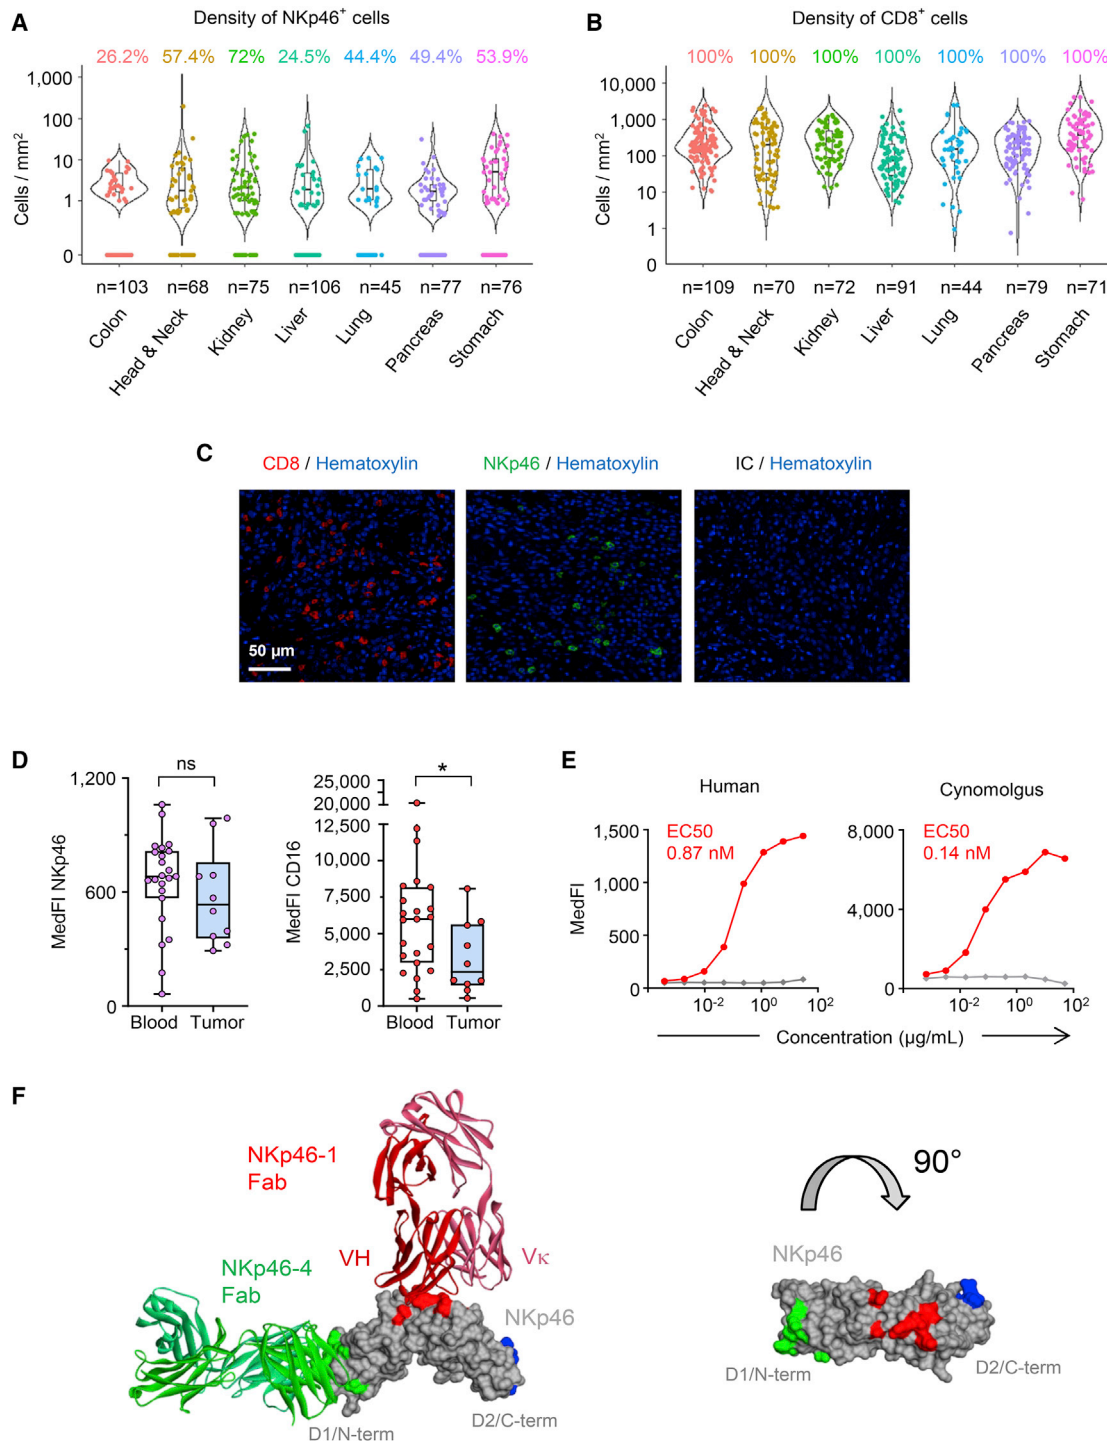 A
Density of NKp46+ cells
26.2% 57.4% 72% 24.5% 44.4% 49.4% 53.9%
Cells / mm2
1,000
100
10
1
0
n=103 n=68 n=75 n=106 n=45 n=77 n=76
Colon Head & Neck Kidney Liver Lung Pancreas Stomach
B
Density of CD8+ cells
100% 100% 100% 100% 100% 100% 100%
Cells / mm2
10,000
1,000
100
10
1
0
n=109 n=70 n=72 n=91 n=44 n=79 n=71
Colon Head & Neck Kidney Liver Lung Pancreas Stomach
C
CD8 / Hematoxylin
NKp46 / Hematoxylin
IC / Hematoxylin
50 µm
D
MedFI NKp46
1,200
600
0
ns
Blood Tumor
MedFI CD16
25,000
20,000
12,500
10,000
7,500
5,000
2,500
0
*
Blood Tumor
E
Human
MedFI
1,500
1,000
500
0
EC50
0.87 nM
10-2 100 102
Cynomolgus
8,000
4,000
0
EC50
0.14 nM
10-2 100 102
Concentration (µg/mL)
F
NKp46-1
Fab
VH
Vκ
NKp46-4
Fab
NKp46
D1/N-term
D2/C-term
90°
NKp46
D1/N-term
D2/C-term